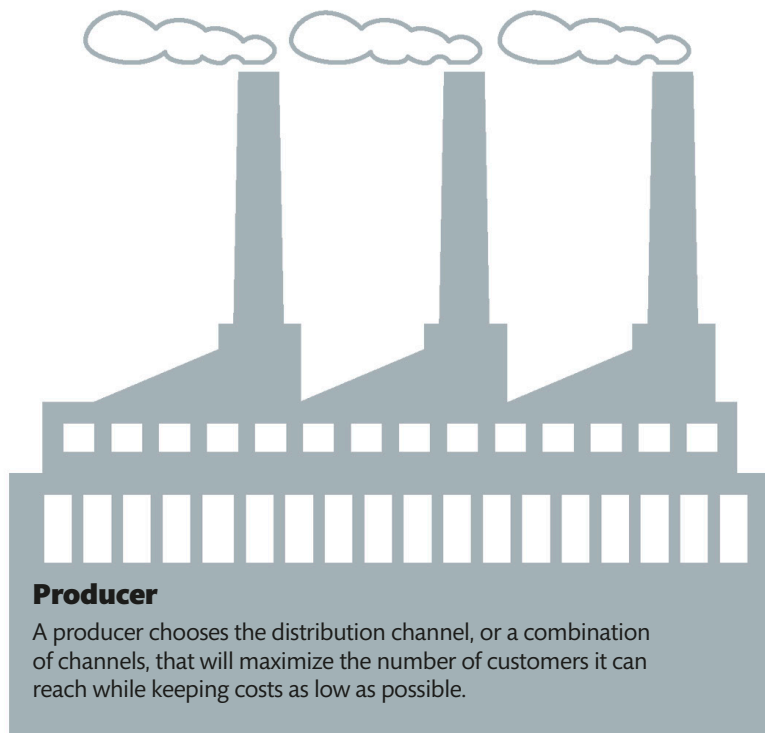 Producer
A producer chooses the distribution channel, or a combination
of channels, that will maximize the number of customers it can
reach while keeping costs as low as possible.